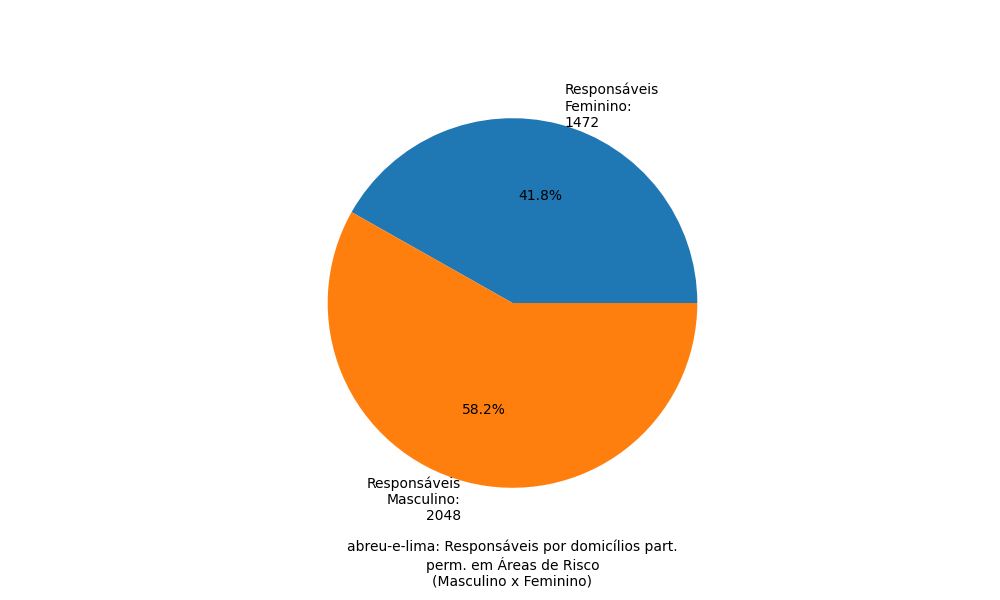 Responsáveis
Feminino:
1472
41.8%
58.2%
Responsáveis
Masculino:
2048
abreu-e-lima: Responsáveis por domicílios part.
perm. em Áreas de Risco
(Masculino x Feminino)